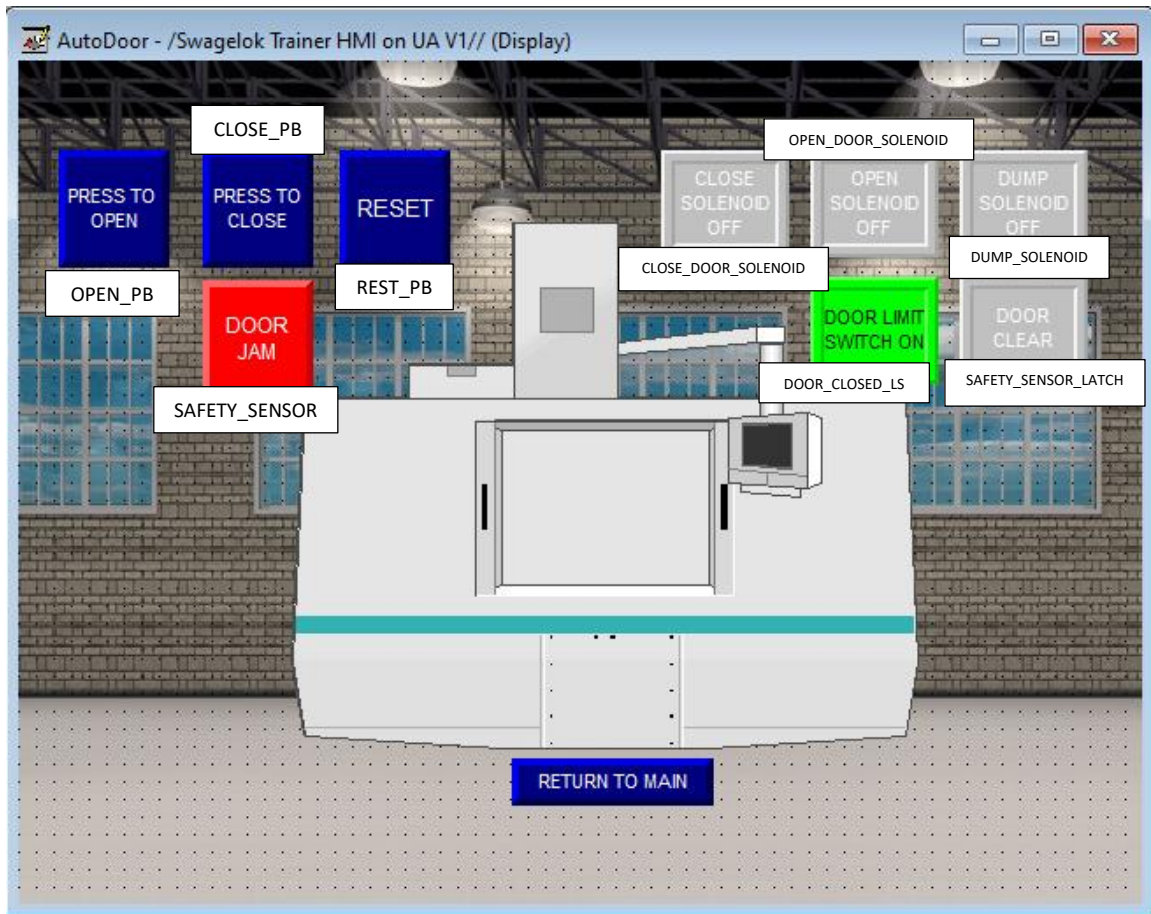 AutoDoor - /Swagelok Trainer HMI on UA V1// (Display)
CLOSE_PB
OPEN_DOOR_SOLENOID
PRESS TO
OPEN
PRESS TO
CLOSE
RESET
CLOSE
SOLENOID
OFF
OPEN
SOLENOID
OFF
DUMP
SOLENOID
OFF
OPEN_PB
REST_PB
CLOSE_DOOR_SOLENOID
DUMP_SOLENOID
DOOR
JAM
DOOR LIMIT
SWITCH ON
DOOR
CLEAR
SAFETY_SENSOR
DOOR_CLOSED_LS
SAFETY_SENSOR_LATCH
RETURN TO MAIN